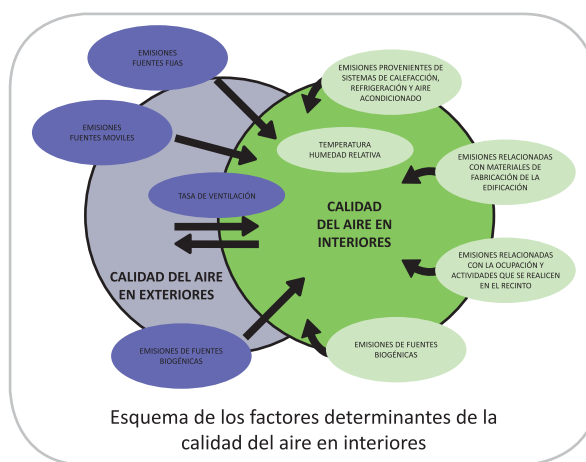 EMISIONES
FUENTES FIJAS
EMISIONES PROVENIENTES DE
SISTEMAS DE CALEFACCIÓN,
REFRIGERACIÓN Y AIRE
ACONDICIONADO
EMISIONES
FUENTES MOVILES
TEMPERATURA
HUMEDAD RELATIVA
EMISIONES RELACIONADAS
CON MATERIALES DE
FABRICACIÓN DE LA
EDIFICACIÓN
TASA DE VENTILACIÓN
CALIDAD
DEL AIRE EN
INTERIORES
CALIDAD DEL AIRE
EN EXTERIORES
EMISIONES RELACIONADAS
CON LA OCUPACIÓN Y
ACTIVIDADES QUE SE REALICEN
EN EL RECINTO
EMISIONES DE FUENTES
BIOGÉNICAS
EMISIONES DE FUENTES
BIOGÉNICAS
Esquema de los factores determinantes de la
calidad del aire en interiores